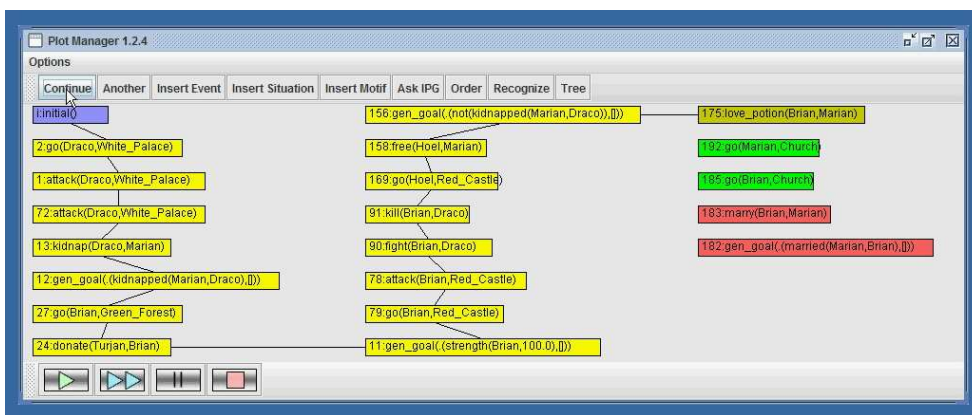 Plot Manager 1.2.4
Options
Continue Another Insert Event Insert Situation Insert Motif Ask IPG Order Recognize Tree
i:initial()
2:go(Draco,White_Palace)
1:attack(Draco,White_Palace)
72:attack(Draco,White_Palace)
13:kidnap(Draco,Marian)
12:gen_goal(.(kidnapped(Marian,Draco),[]))
27:go(Brian,Green_Forest)
24:donate(Turjan,Brian)
156:gen_goal(.(not(kidnapped(Marian,Draco)),[]))
158:free(Hoel,Marian)
169:go(Hoel,Red_Castle)
91:kill(Brian,Draco)
90:fight(Brian,Draco)
78:attack(Brian,Red_Castle)
79:go(Brian,Red_Castle)
11:gen_goal(.(strength(Brian,100.0),[]))
175:love_potion(Brian,Marian)
192:go(Marian,Church)
185:go(Brian,Church)
183:marry(Brian,Marian)
182:gen_goal(.(married(Marian,Brian),[]))